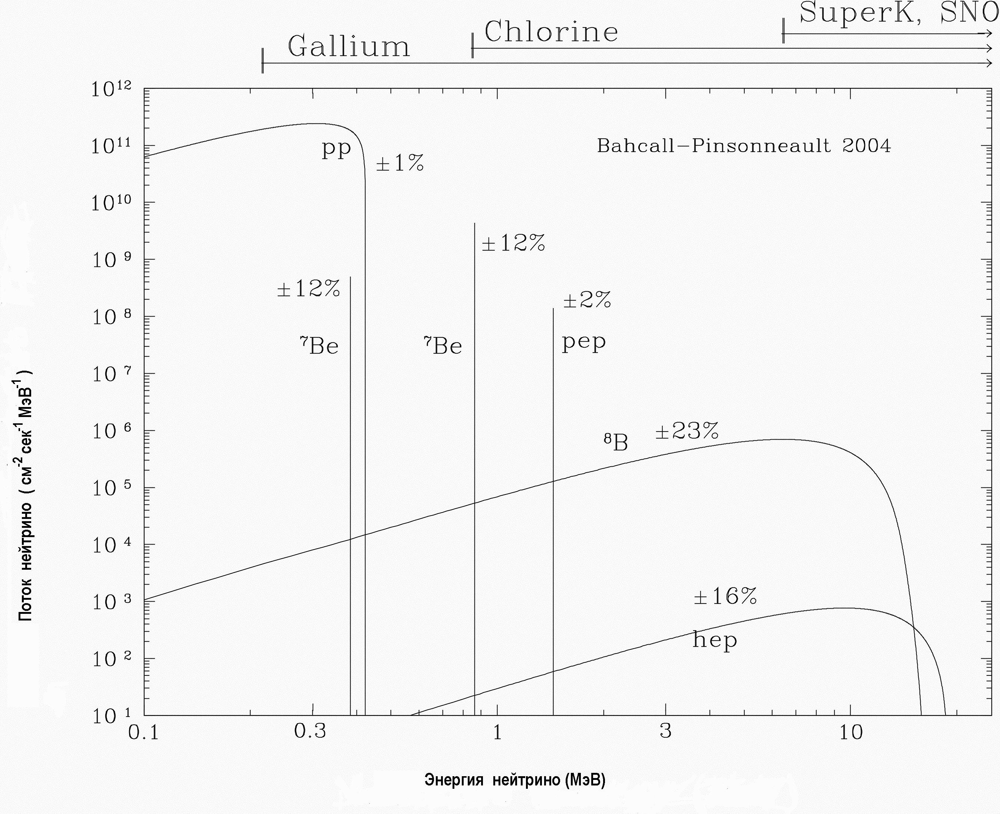 SuperK, SNO
Chlorine
Gallium
10¹²
10¹¹
10¹⁰
10⁹
10⁸
10⁷
10⁶
10⁵
10⁴
10³
10²
10¹
pp
±1%
Bahcall−Pinsonneault 2004
±12%
±12%
±2%
⁷Be
⁷Be
pep
⁸B
±23%
±16%
hep
0.1
0.3
1
3
10
Поток нейтрино (см⁻² сек⁻¹ МэВ⁻¹)
Энергия нейтрино (МэВ)